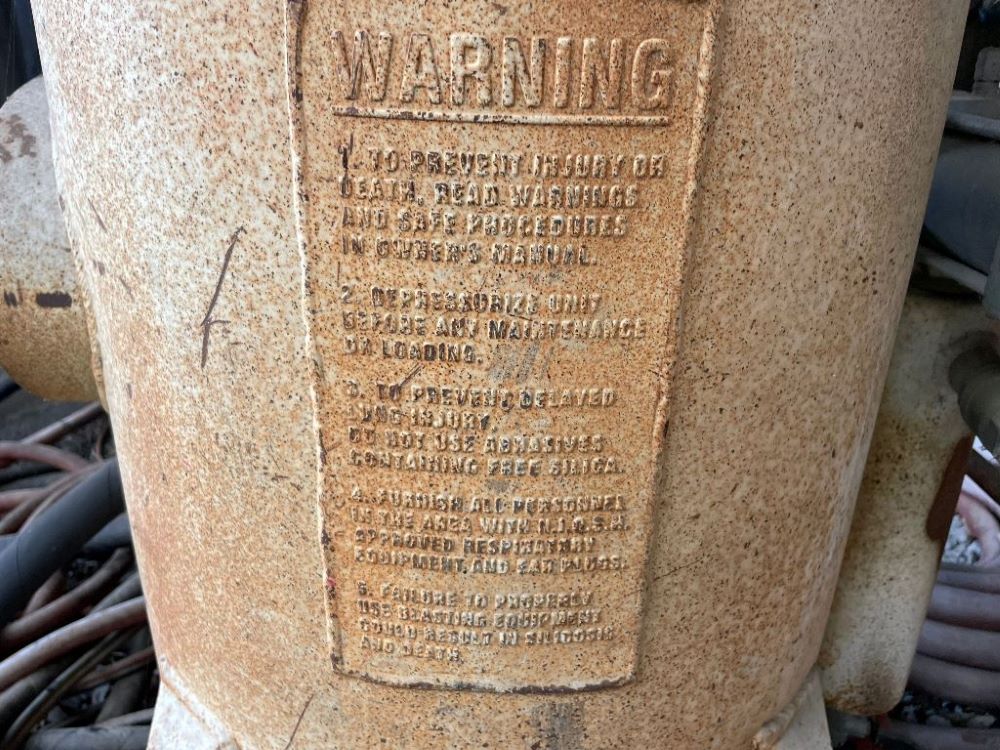 WARNING
1. TO PREVENT INJURY OR
DEATH, READ WARNINGS
AND SAFE PROCEDURES
IN OWNER'S MANUAL.
2. DEPRESSURIZE UNIT
BEFORE ANY MAINTENANCE
OR LOADING.
3. TO PREVENT DELAYED
LUNG INJURY,
DO NOT USE ABRASIVES
CONTAINING FREE SILICA.
4. FURNISH ALL PERSONNEL
IN THE AREA WITH N.I.O.S.H.
APPROVED RESPIRATORY
EQUIPMENT, AND EAR PLUGS.
5. FAILURE TO PROPERLY
USE BLASTING EQUIPMENT
COULD RESULT IN SILICOSIS
AND DEATH.